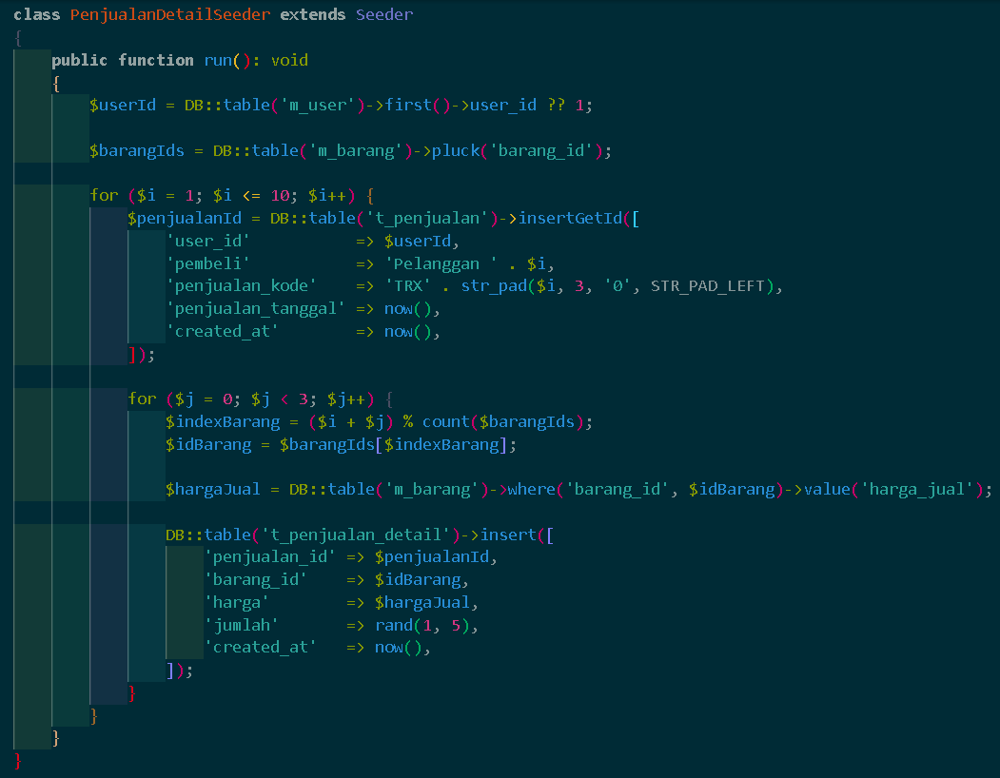 class PenjualanDetailSeeder extends Seeder
{
    public function run(): void
    {
        $userId = DB::table('m_user')->first()->user_id ?? 1;

        $barangIds = DB::table('m_barang')->pluck('barang_id');

        for ($i = 1; $i <= 10; $i++) {
            $penjualanId = DB::table('t_penjualan')->insertGetId([
                'user_id'           => $userId,
                'pembeli'           => 'Pelanggan ' . $i,
                'penjualan_kode'    => 'TRX' . str_pad($i, 3, '0', STR_PAD_LEFT),
                'penjualan_tanggal' => now(),
                'created_at'        => now(),
            ]);

            for ($j = 0; $j < 3; $j++) {
                $indexBarang = ($i + $j) % count($barangIds);
                $idBarang = $barangIds[$indexBarang];

                $hargaJual = DB::table('m_barang')->where('barang_id', $idBarang)->value('harga_jual');

                DB::table('t_penjualan_detail')->insert([
                    'penjualan_id' => $penjualanId,
                    'barang_id'    => $idBarang,
                    'harga'        => $hargaJual,
                    'jumlah'       => rand(1, 5),
                    'created_at'   => now(),
                ]);
            }
        }
    }
}